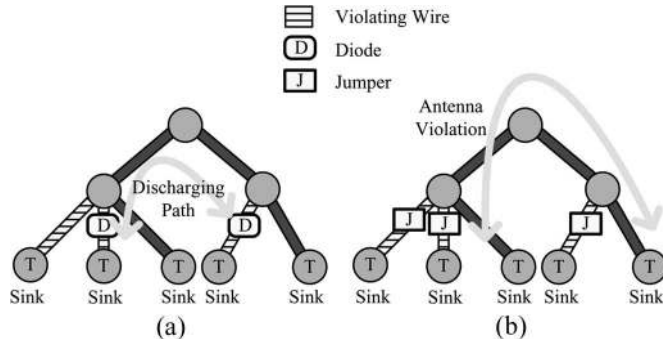 Violating Wire
D Diode
J Jumper
Antenna
Violation
Discharging
Path
D D J J J
T T T T T T T T T T
Sink Sink Sink Sink Sink Sink Sink Sink Sink Sink
(a) (b)